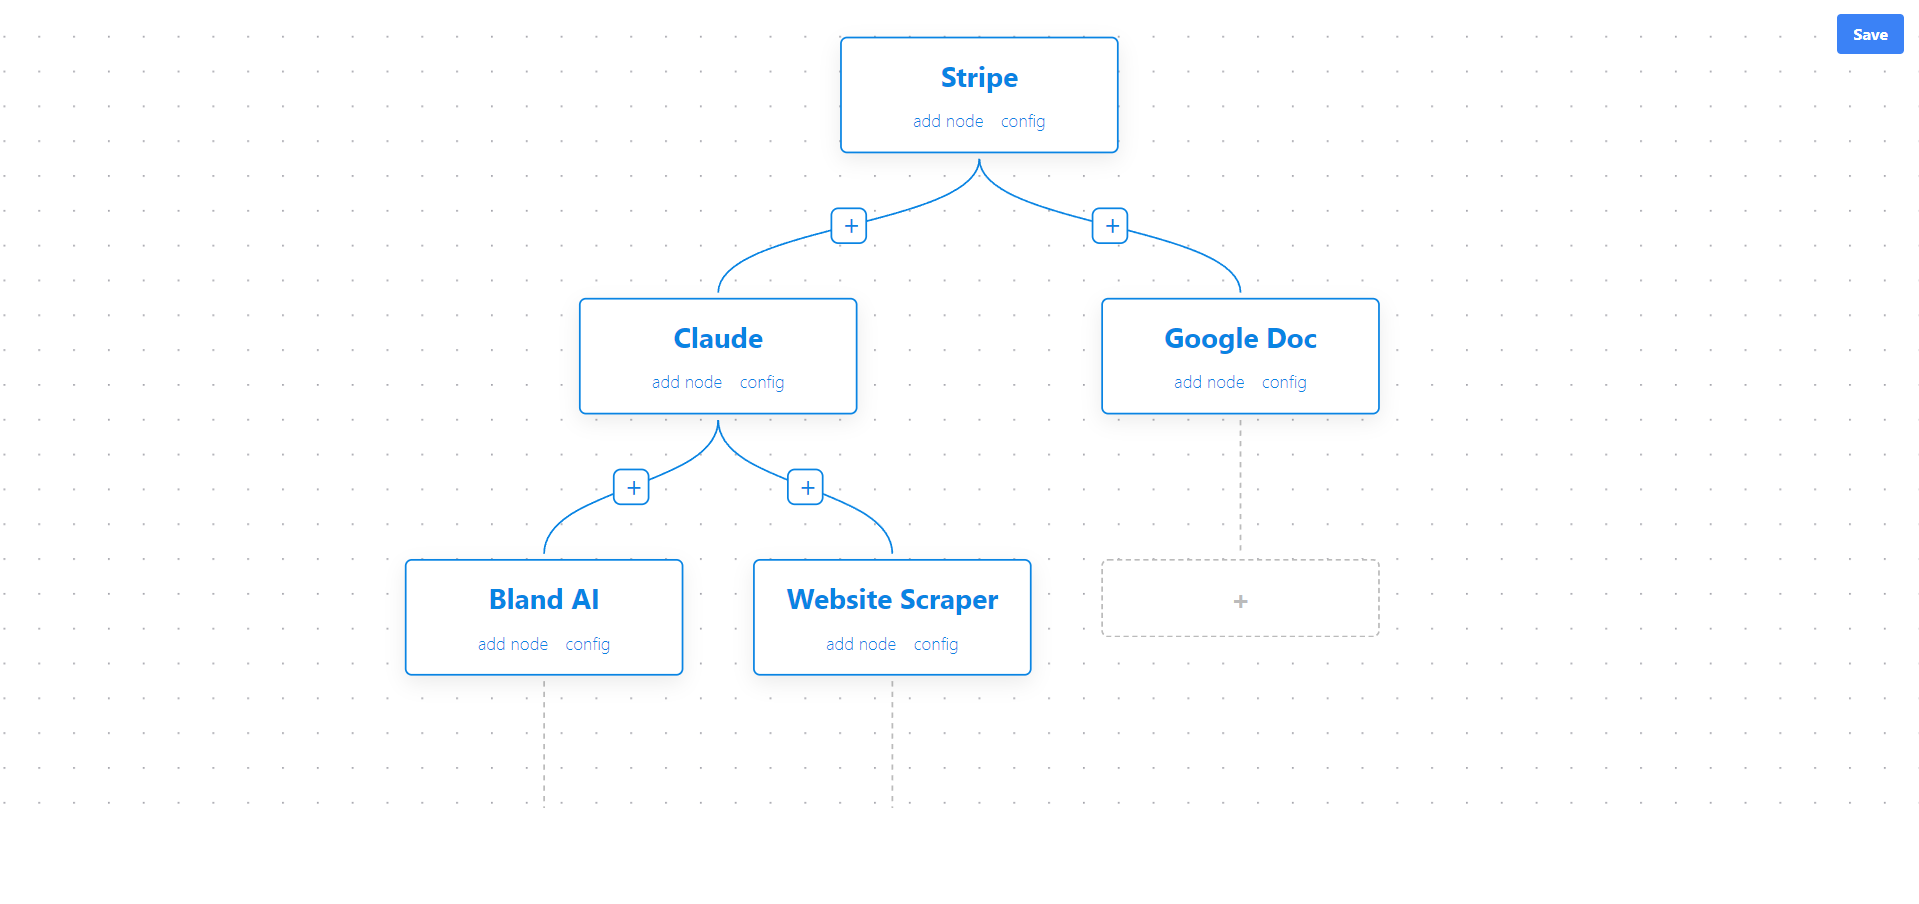 Save
Stripe
add node config
+ +
Claude
add node config
Google Doc
add node config
+ +
Bland AI
add node config
Website Scraper
add node config
+